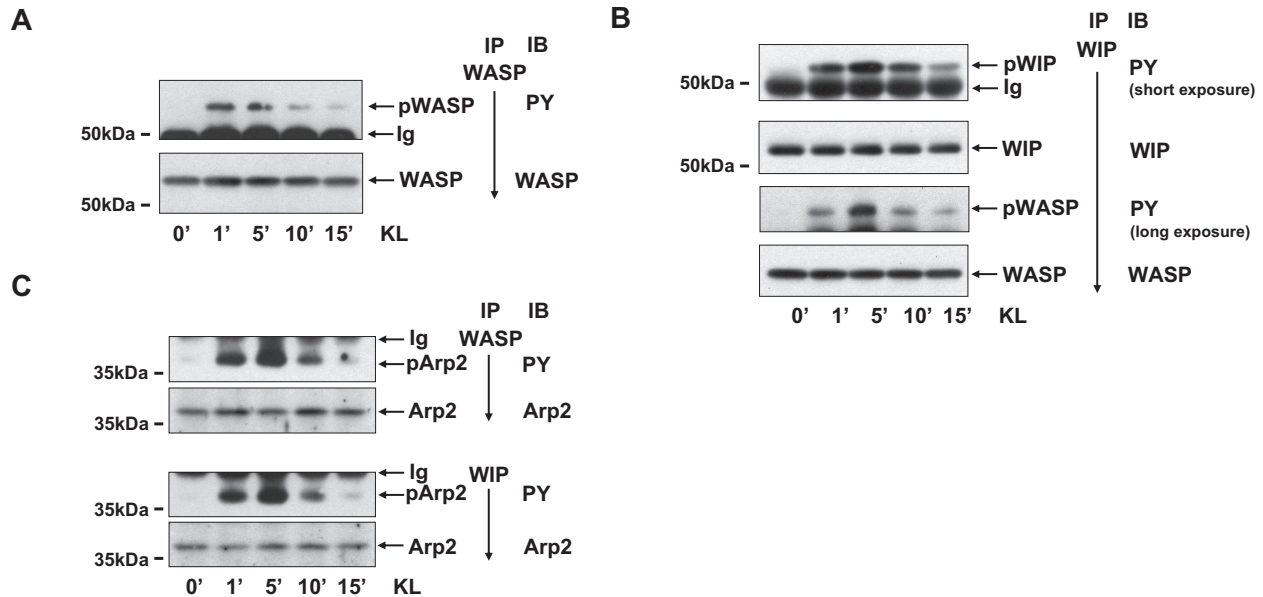 A
IP IB
WASP
pWASP PY
50kDa Ig
WASP WASP
50kDa
0’ 1’ 5’ 10’ 15’ KL
B
IP IB
WIP
pWIP PY
50kDa Ig (short exposure)
WIP WIP
50kDa
pWASP PY
(long exposure)
WASP WASP
0’ 1’ 5’ 10’ 15’ KL
C
IP IB
Ig WASP
pArp2 PY
35kDa
Arp2 Arp2
35kDa
Ig WIP
pArp2 PY
35kDa
Arp2 Arp2
35kDa
0’ 1’ 5’ 10’ 15’ KL